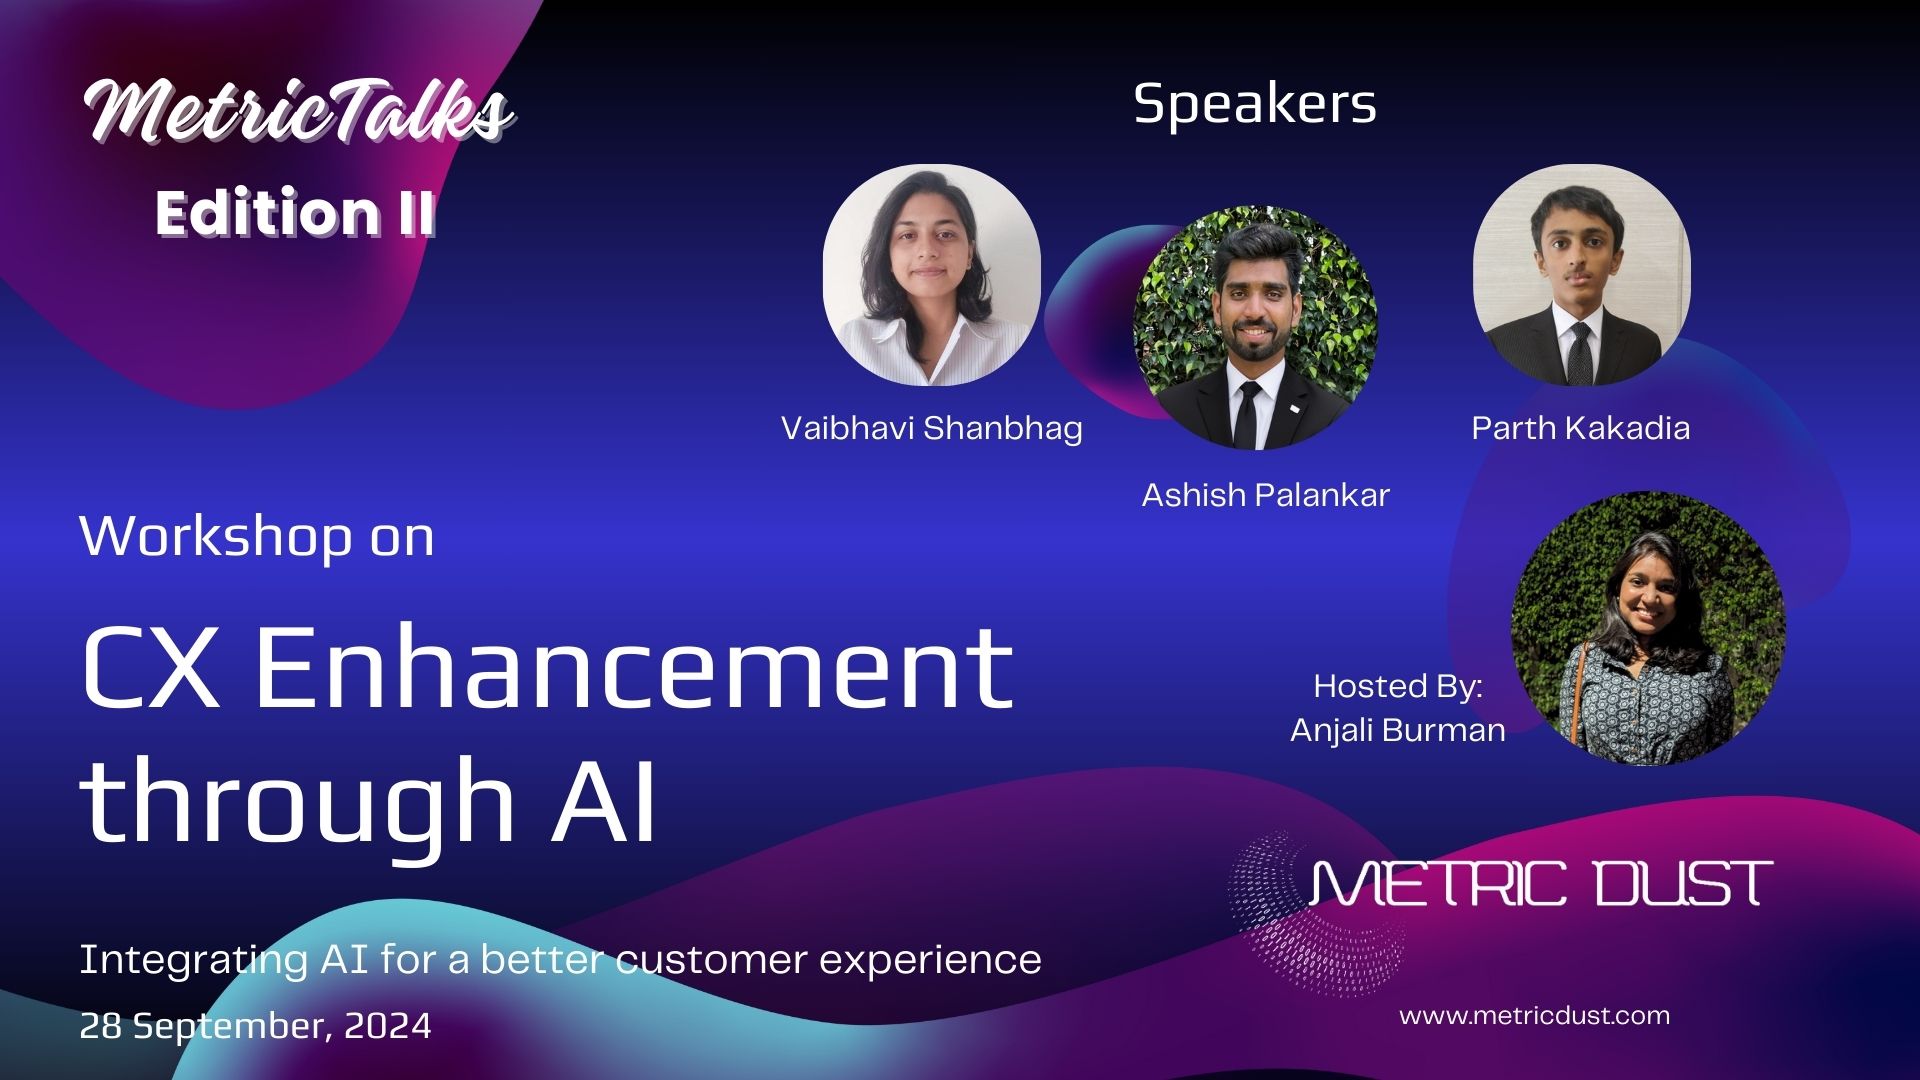 MetricTalks
Edition II
Speakers
Vaibhavi Shanbhag
Ashish Palankar
Parth Kakadia
Workshop on
CX Enhancement
through AI
Hosted By:
Anjali Burman
Integrating AI for a better customer experience
28 September, 2024
METRIC DUST
www.metricdust.com